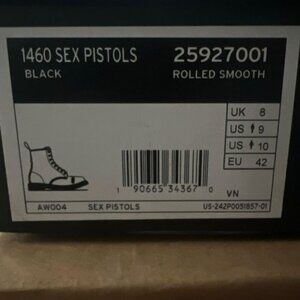 1460 SEX PISTOLS 25927001
BLACK ROLLED SMOOTH
UK 8
US 9
US 10
EU 42
1 90665 34367 0
VN
AW004 SEX PISTOLS US-242P0051857-01